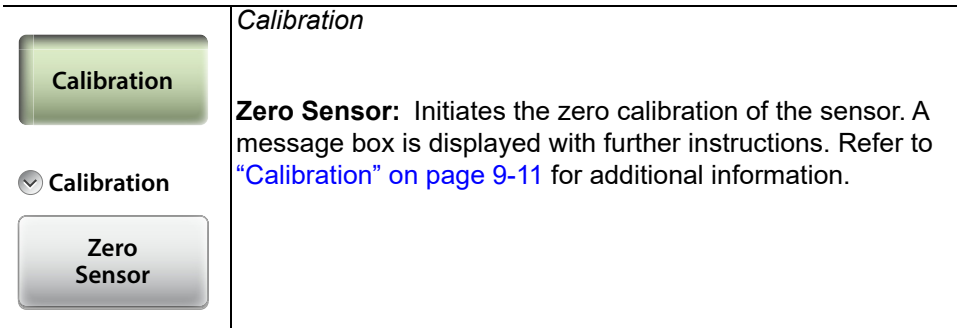 Calibration
Calibration
Zero
Sensor
Calibration
Zero Sensor: Initiates the zero calibration of the sensor. A
message box is displayed with further instructions. Refer to
“Calibration” on page 9-11 for additional information.